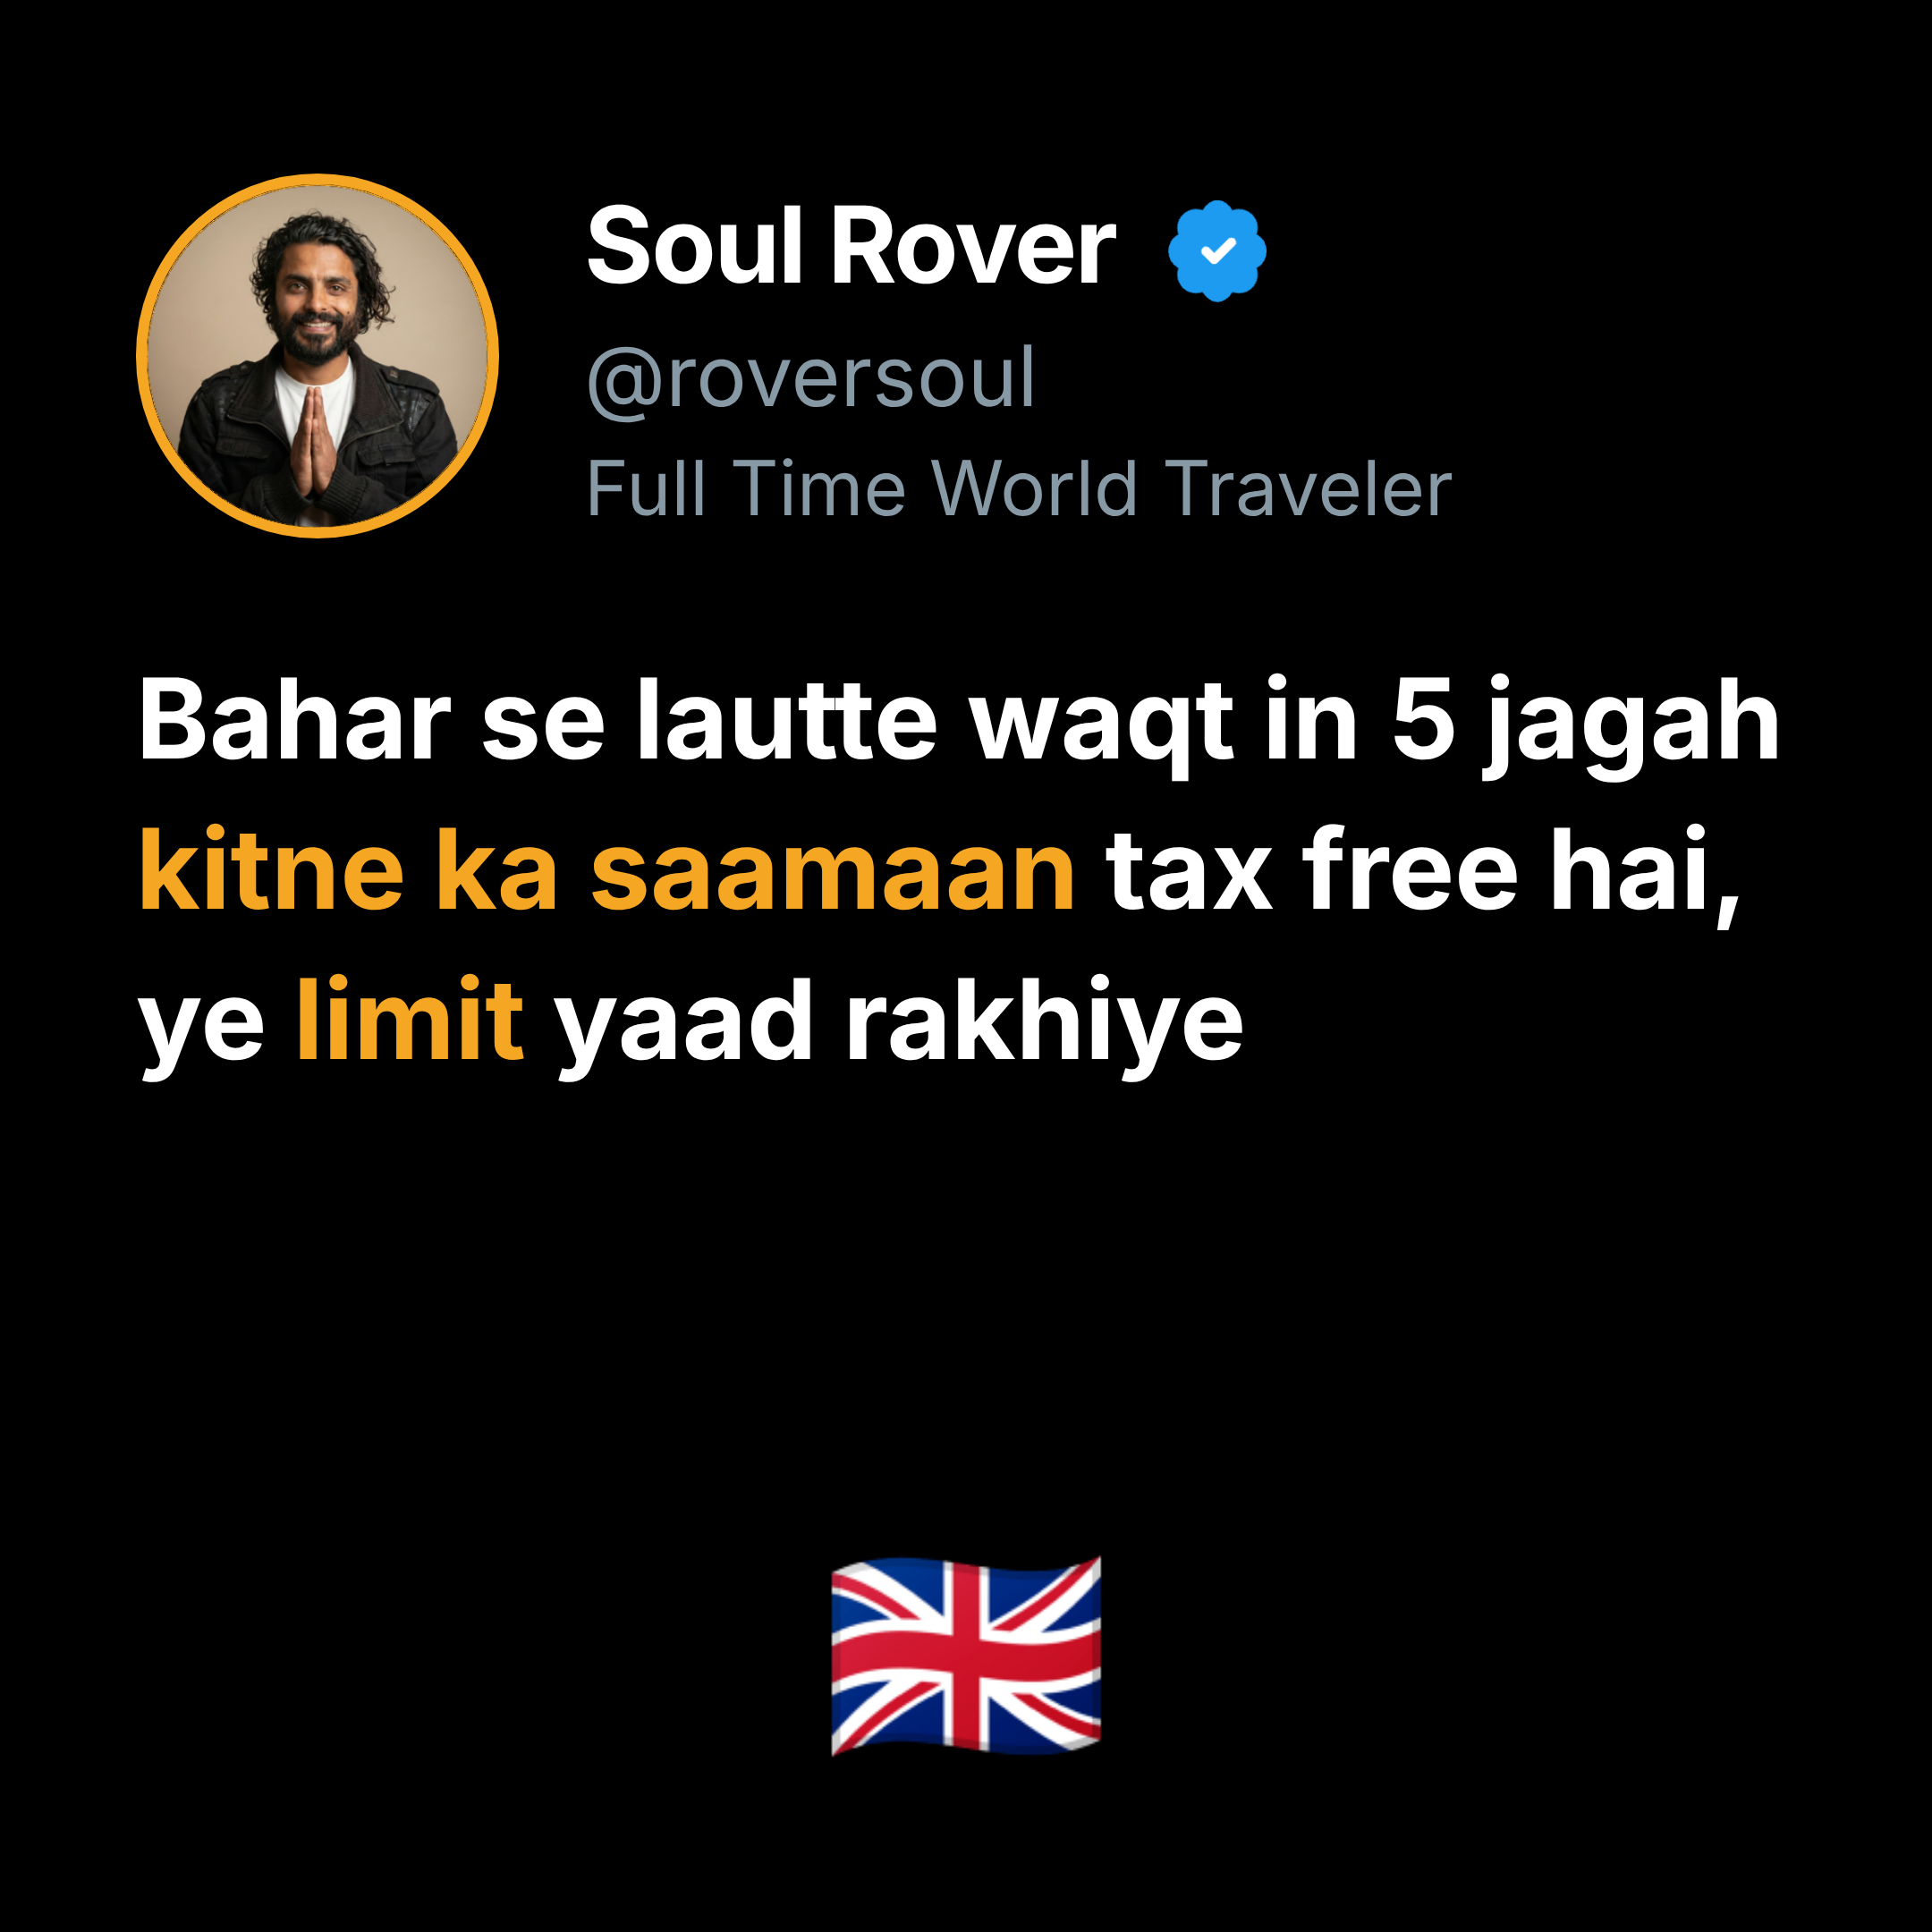 Soul Rover
@roversoul
Full Time World Traveler
Bahar se lautte waqt in 5 jagah
kitne ka saamaan tax free hai,
ye limit yaad rakhiye